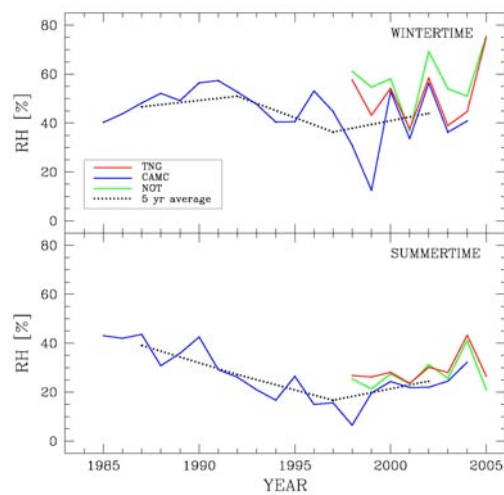 WINTERTIME
80
60
40
20
0
RH [%]
TNG
CAMC
NOT
5 yr average
SUMMERTIME
80
60
40
20
0
RH [%]
1985 1990 1995 2000 2005
YEAR